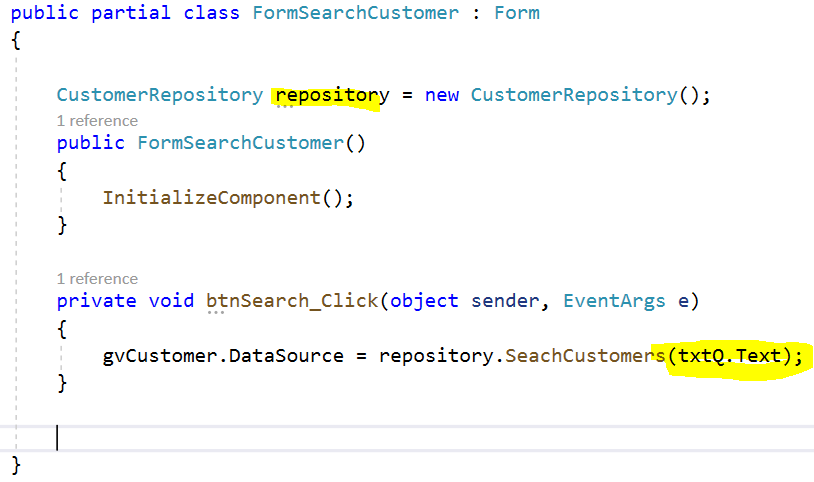 public partial class FormSearchCustomer : Form
{
CustomerRepository repository = new CustomerRepository();
1 reference
public FormSearchCustomer()
{
InitializeComponent();
}
1 reference
private void btnSearch_Click(object sender, EventArgs e)
{
gvCustomer.DataSource = repository.SeachCustomers(txtQ.Text);
}
}